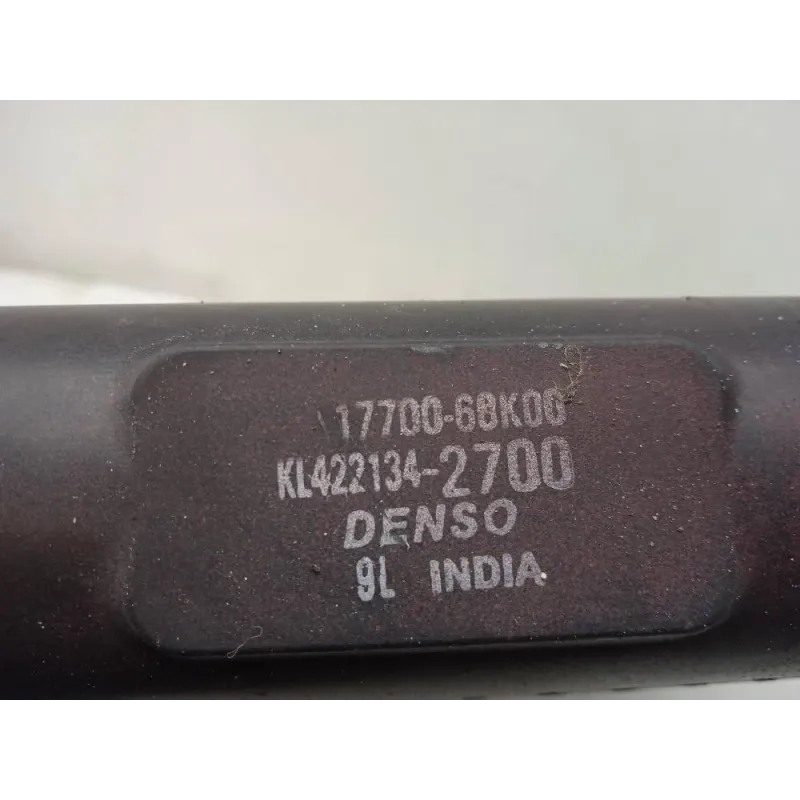 17700-68K00
KL422134-2700
DENSO
9L INDIA